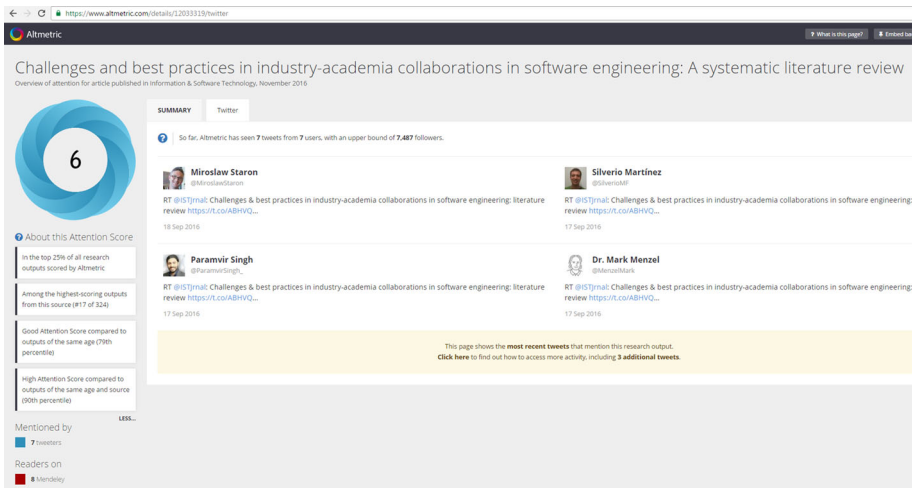 https://www.altmetric.com/details/12033319/twitter
Altmetric
? What is this page?
Embed ba
Challenges and best practices in industry-academia collaborations in software engineering: A systematic literature review
Overview of attention for article published in Information & Software Technology, November 2016
6
SUMMARY
Twitter
? So far, Altmetric has seen 7 tweets from 7 users, with an upper bound of 7,487 followers.
Miroslaw Staron
@MiroslawStaron
RT @ISTJrnal: Challenges & best practices in industry-academia collaborations in software engineering: literature
review https://t.co/ABHVQ...
18 Sep 2016
Silverio Martínez
@SilverioMF
RT @ISTJrnal: Challenges & best practices in industry-academia collaborations in software engineering:
review https://t.co/ABHVQ...
17 Sep 2016
Paramvir Singh
@ParamvirSingh_
RT @ISTJrnal: Challenges & best practices in industry-academia collaborations in software engineering: literature
review https://t.co/ABHVQ...
17 Sep 2016
Dr. Mark Menzel
@MenzelMark
RT @ISTJrnal: Challenges & best practices in industry-academia collaborations in software engineering:
review https://t.co/ABHVQ...
17 Sep 2016
This page shows the most recent tweets that mention this research output.
Click here to find out how to access more activity, including 3 additional tweets.
? About this Attention Score
In the top 25% of all research
outputs scored by Altmetric
Among the highest-scoring outputs
from this source (#17 of 324)
Good Attention Score compared to
outputs of the same age (79th
percentile)
High Attention Score compared to
outputs of the same age and source
(90th percentile)
LESS...
Mentioned by
7 tweeters
Readers on
8 Mendeley